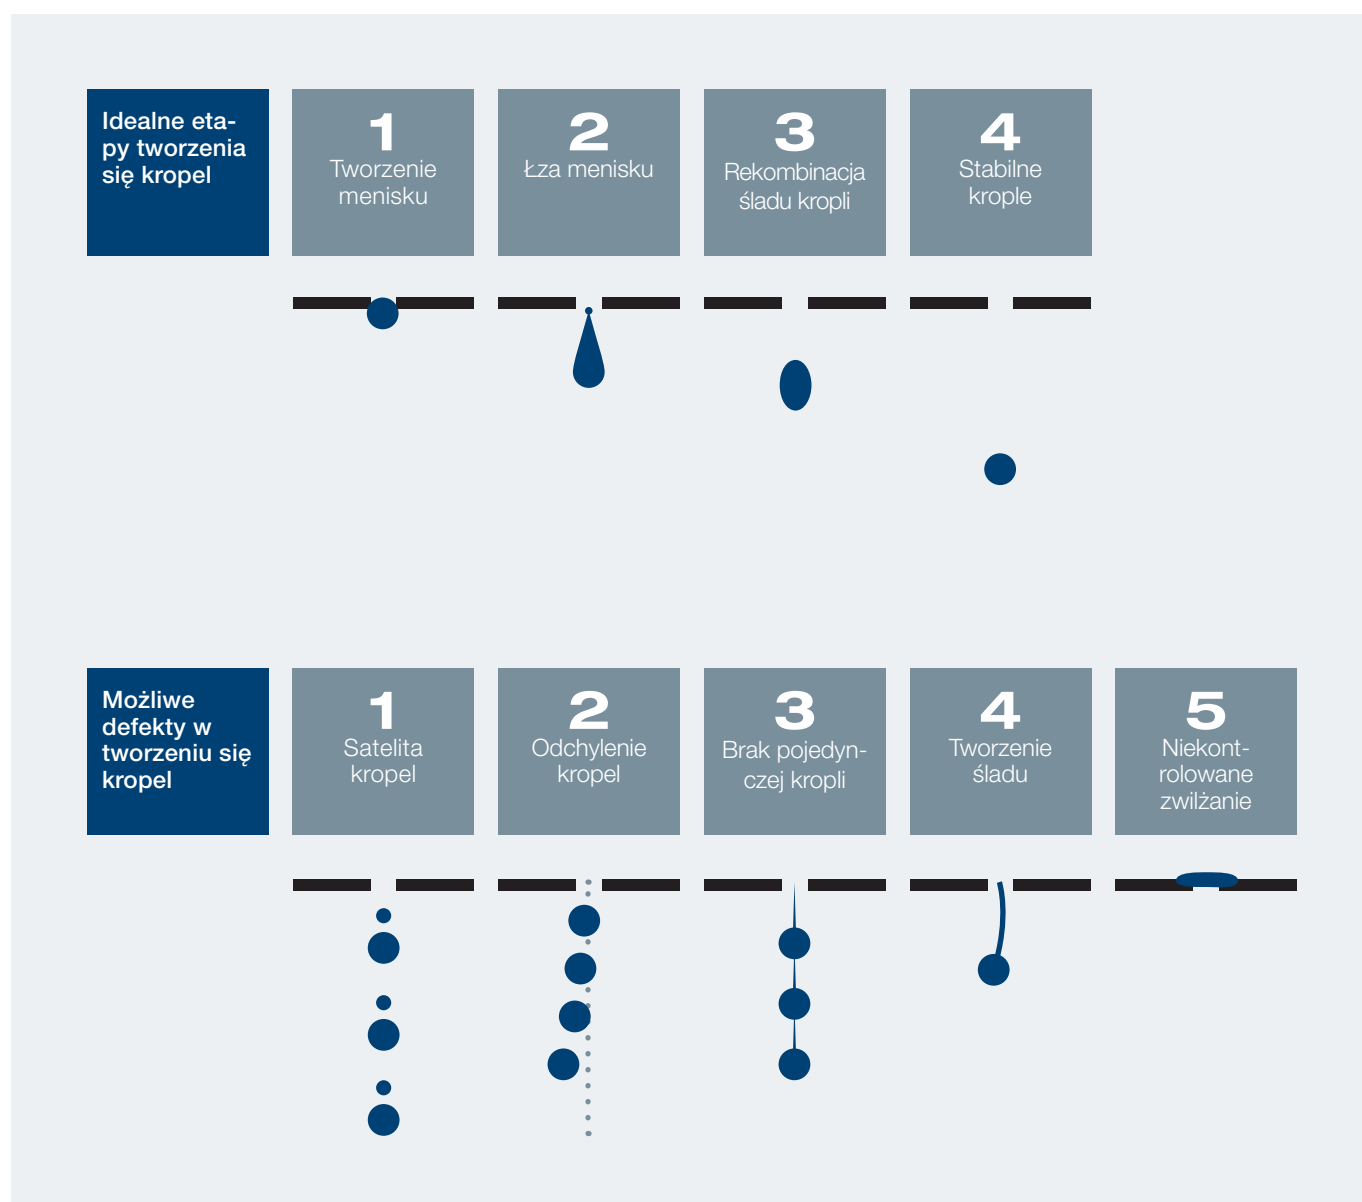 Idealne eta-
py tworzenia
się kropel
1
Tworzenie
menisku
2
Łza menisku
3
Rekombinacja
śladu kropli
4
Stabilne
krople
Możliwe
defekty w
tworzeniu się
kropel
1
Satelita
kropel
2
Odchylenie
kropel
3
Brak pojedyn-
czej kropli
4
Tworzenie
śladu
5
Niekont-
rolowane
zwilżanie